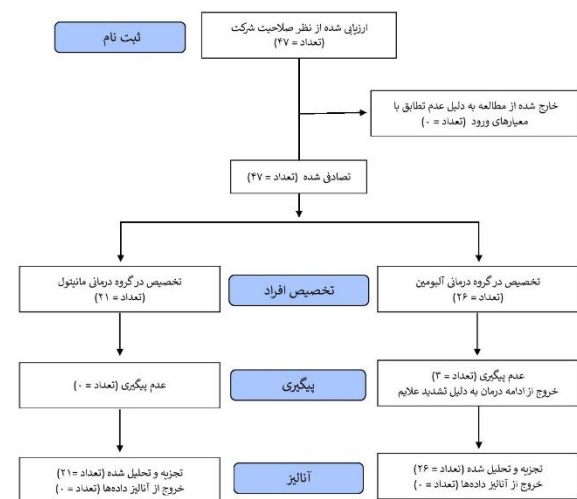 ثبت نام
ارزیابی شده از نظر صلاحیت شرکت
(تعداد = ۴۷)
خارج شده از مطالعه به دلیل عدم تطابق با
معیارهای ورود (تعداد = ۰)
تصادفی شده (تعداد = ۴۷)
تخصیص افراد
تخصیص در گروه درمانی آلبومین
(تعداد = ۲۶)
تخصیص در گروه درمانی مانیتول
(تعداد = ۲۱)
پیگیری
عدم پیگیری (تعداد = ۳)
خروج از ادامه درمان به دلیل تشدید علایم
عدم پیگیری (تعداد = ۰)
آنالیز
تجزیه و تحلیل شده (تعداد = ۲۶)
خروج از آنالیز داده‌ها (تعداد = ۰)
تجزیه و تحلیل شده (تعداد =۲۱)
خروج از آنالیز داده‌ها (تعداد = ۰)